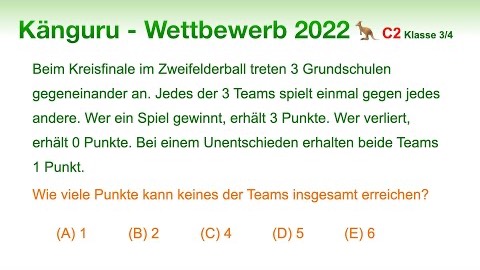 Känguru - Wettbewerb 2022 🦘 C2 Klasse 3/4
Beim Kreisfinale im Zweifelderball treten 3 Grundschulen
gegeneinander an. Jedes der 3 Teams spielt einmal gegen jedes
andere. Wer ein Spiel gewinnt, erhält 3 Punkte. Wer verliert,
erhält 0 Punkte. Bei einem Unentschieden erhalten beide Teams
1 Punkt.
Wie viele Punkte kann keines der Teams insgesamt erreichen?
(A) 1 (B) 2 (C) 4 (D) 5 (E) 6